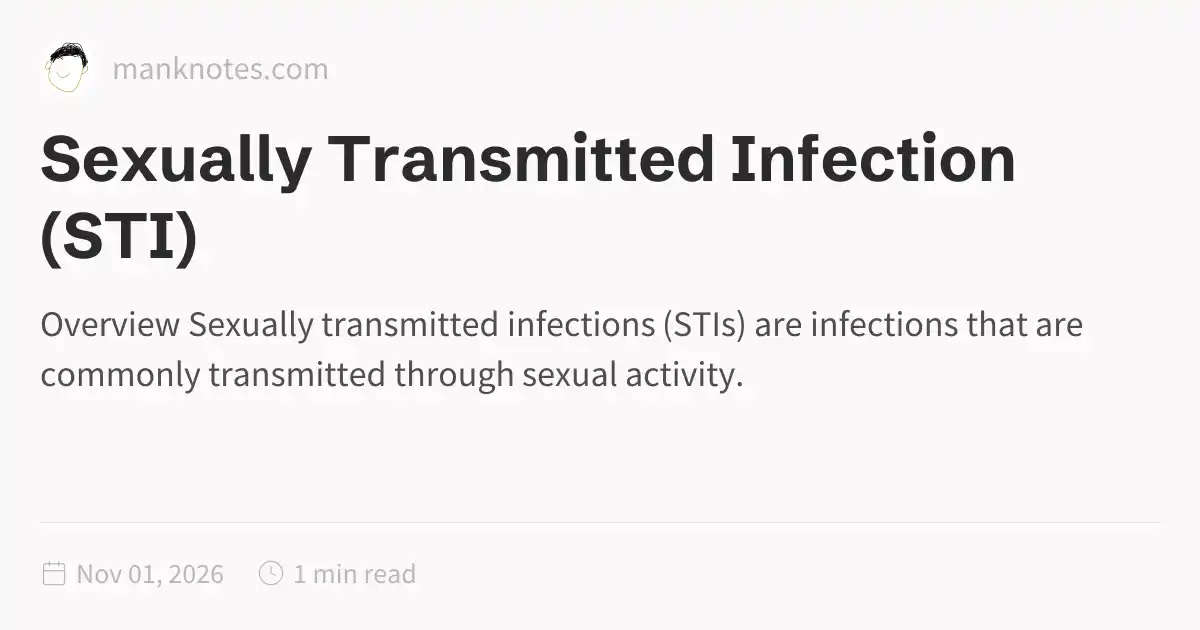 manknotes.com
Sexually Transmitted Infection
(STI)
Overview Sexually transmitted infections (STIs) are infections that are
commonly transmitted through sexual activity.
Nov 01, 2026 1 min read